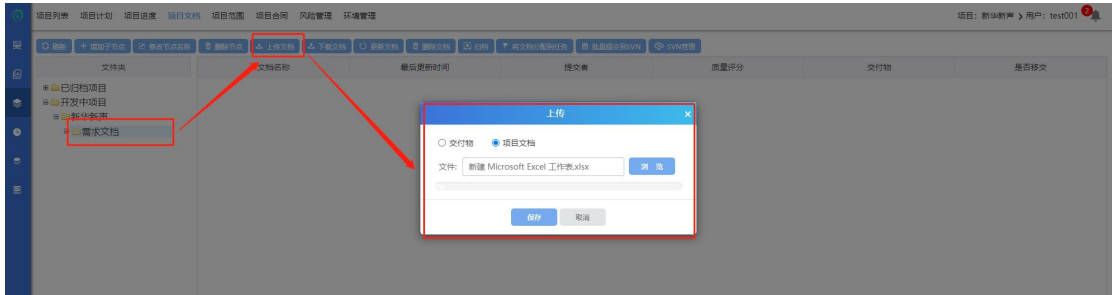 项目列表 项目计划 项目进度 项目文档 项目范围 项目合同 风险管理 环境管理 项目: 新华新声 > 用户: test001 2
刷新 增加子节点 修改节点名称 删除节点 上传文档 下载文档 更新文档 删除文档 归档 将文档分配到任务 批量提交到SVN SVN管理
文件夹 文档名称 最后更新时间 提交者 质量评分 交付物 是否移交
已归档项目
开发中项目
新华新声
需求文档
上传 ×
交付物 项目文档
文件: 新建 Microsoft Excel 工作表.xlsx 浏 览
保存 取消